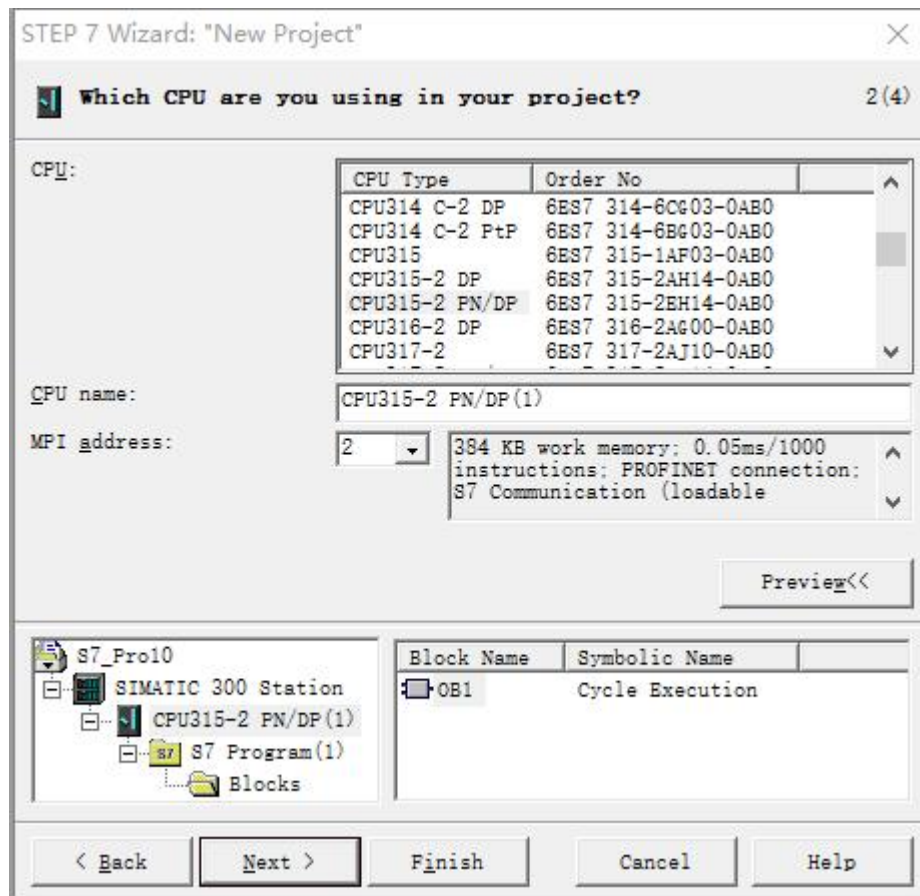 STEP 7 Wizard: "New Project"
Which CPU are you using in your project? 2(4)
CPU:
CPU Type Order No
CPU314 C-2 DP 6ES7 314-6CG03-0AB0
CPU314 C-2 PtP 6ES7 314-6BG03-0AB0
CPU315 6ES7 315-1AF03-0AB0
CPU315-2 DP 6ES7 315-2AH14-0AB0
CPU315-2 PN/DP 6ES7 315-2EH14-0AB0
CPU316-2 DP 6ES7 316-2AG00-0AB0
CPU317-2 6ES7 317-2AJ10-0AB0
CPU name: CPU315-2 PN/DP(1)
MPI address: 2
384 KB work memory; 0.05ms/1000
instructions; PROFINET connection;
S7 Communication (loadable
Preview<<
S7_Pro10
SIMATIC 300 Station
CPU315-2 PN/DP(1)
S7 S7 Program(1)
Blocks
Block Name Symbolic Name
OB1 Cycle Execution
< Back Next > Finish Cancel Help